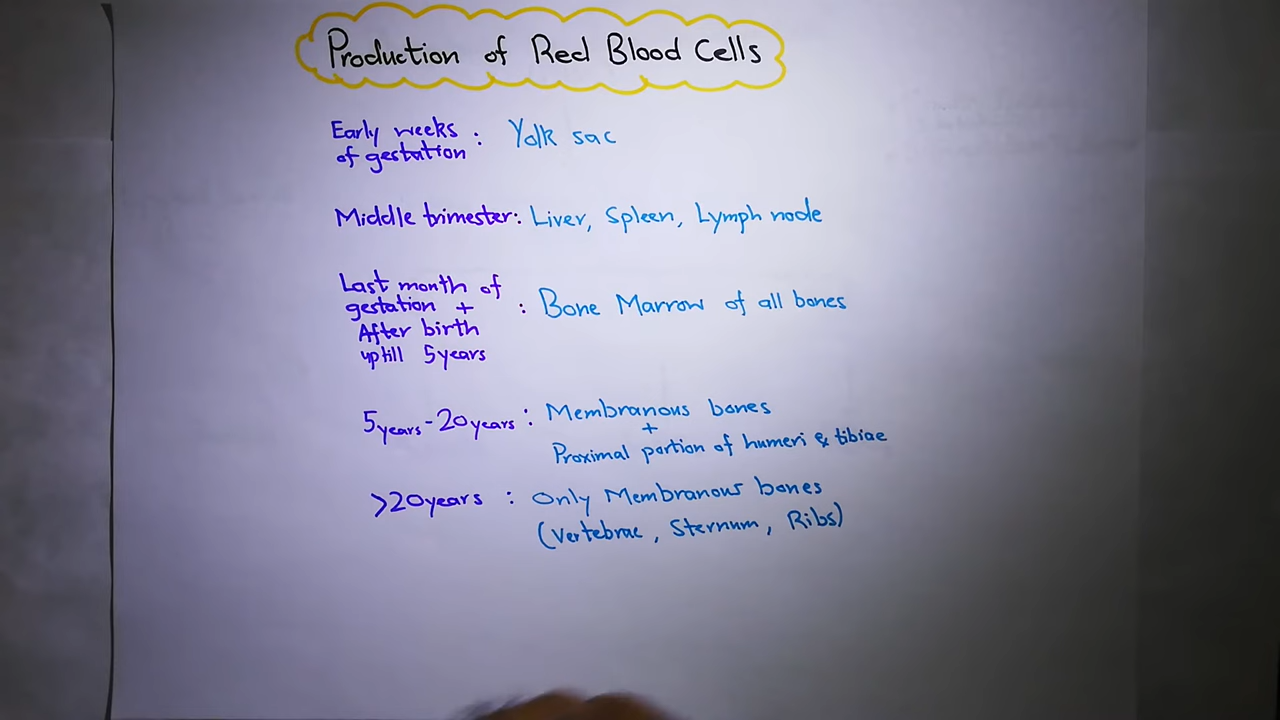 Production of Red Blood Cells
Early weeks
of gestation : Yolk sac
Middle trimester: Liver, Spleen, Lymph node
Last month of
gestation + : Bone Marrow of all bones
After birth
uptill 5years
5years-20years: Membranous bones
+
Proximal portion of humeri & tibiae
>20years : Only Membranous bones
(Vertebrae, Sternum, Ribs)